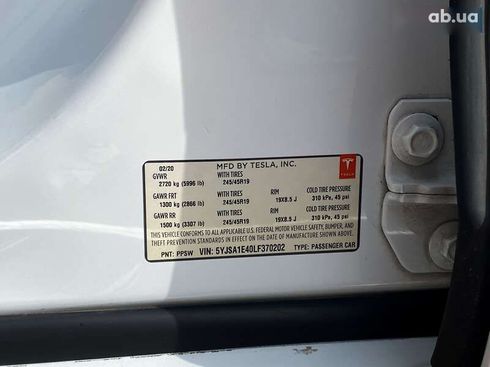 ab.ua
02/20
MFD BY TESLA, INC.
TESLA
GVWR WITH TIRES
2720 kg (5996 lb) 245/45R19
GAWR FRT WITH TIRES RIM COLD TIRE PRESSURE
1300 kg (2866 lb) 245/45R19 19X8.5 J 310 kPa, 45 psi
GAWR RR WITH TIRES RIM COLD TIRE PRESSURE
1500 kg (3307 lb) 245/45R19 19X8.5 J 310 kPa, 45 psi
THIS VEHICLE CONFORMS TO ALL APPLICABLE U.S. FEDERAL MOTOR VEHICLE SAFETY, BUMPER, AND
THEFT PREVENTION STANDARDS IN EFFECT ON THE DATE OF MANUFACTURE SHOWN ABOVE.
PNT: PPSW VIN: 5YJSA1E40LF370202 TYPE: PASSENGER CAR